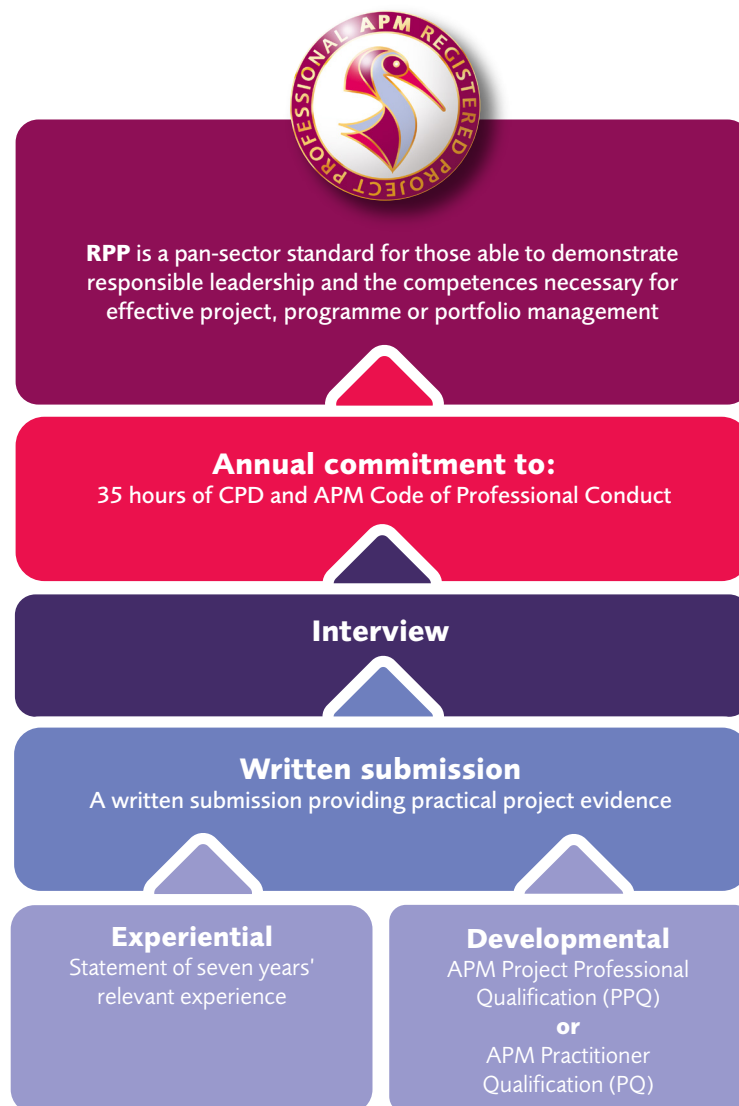 APM REGISTERED PROJECT PROFESSIONAL
RPP is a pan-sector standard for those able to demonstrate
responsible leadership and the competences necessary for
effective project, programme or portfolio management
Annual commitment to:
35 hours of CPD and APM Code of Professional Conduct
Interview
Written submission
A written submission providing practical project evidence
Experiential
Statement of seven years'
relevant experience
Developmental
APM Project Professional
Qualification (PPQ)
or
APM Practitioner
Qualification (PQ)